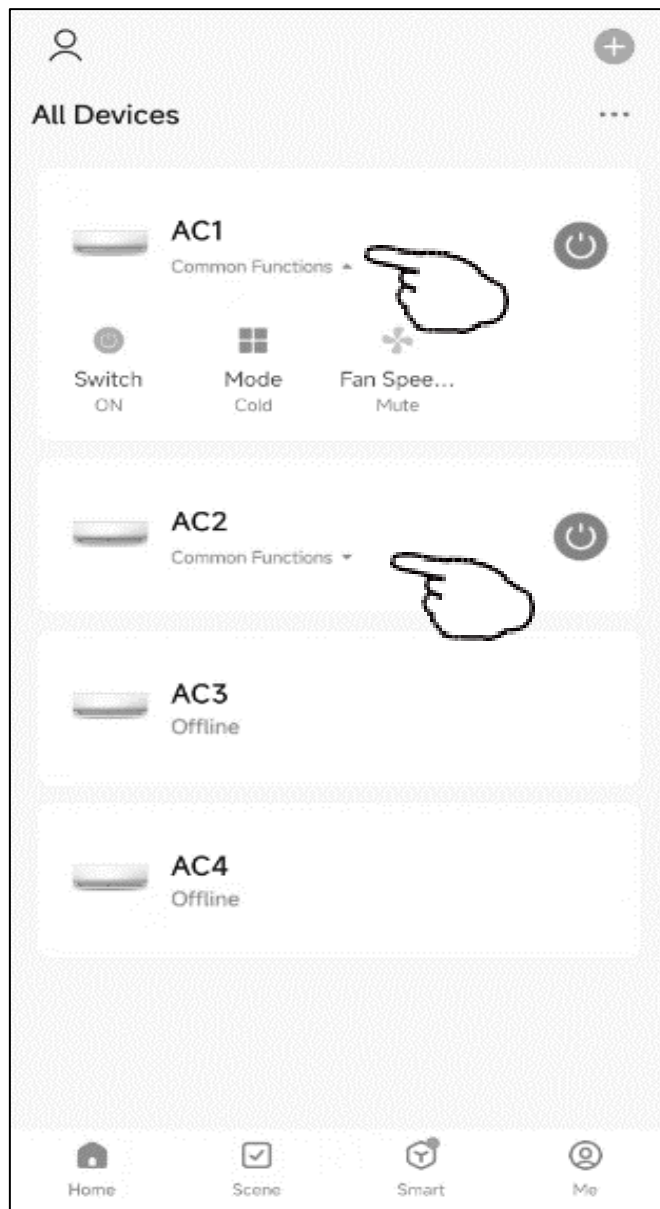 All Devices
AC1
Common Functions
Switch Mode Fan Spee...
ON Cold Mute
AC2
Common Functions
AC3
Offline
AC4
Offline
Home Scene Smart Me